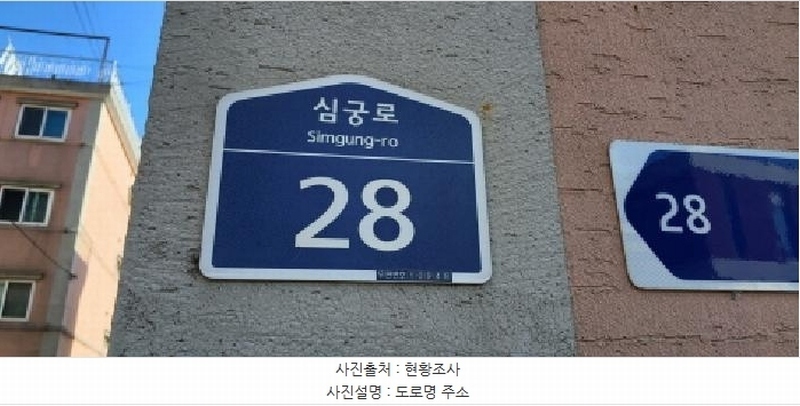 심궁로
Simgung-ro
28
28
사진출처 : 현황조사
사진설명 : 도로명 주소